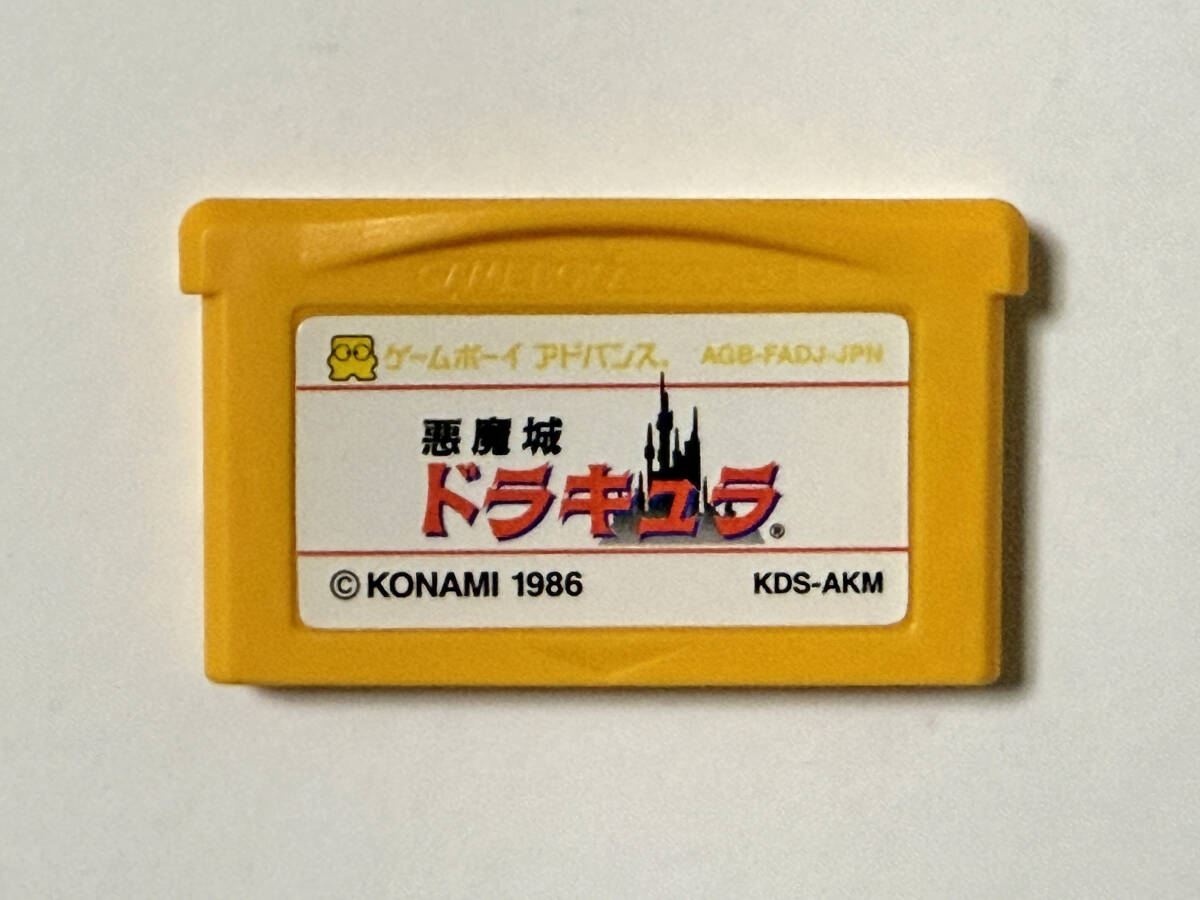 GAME BOY ADVANCE
ゲームボーイ アドバンス® AGB-FADJ-JPN
悪魔城
ドラキュラ®
© KONAMI 1986 KDS-AKM